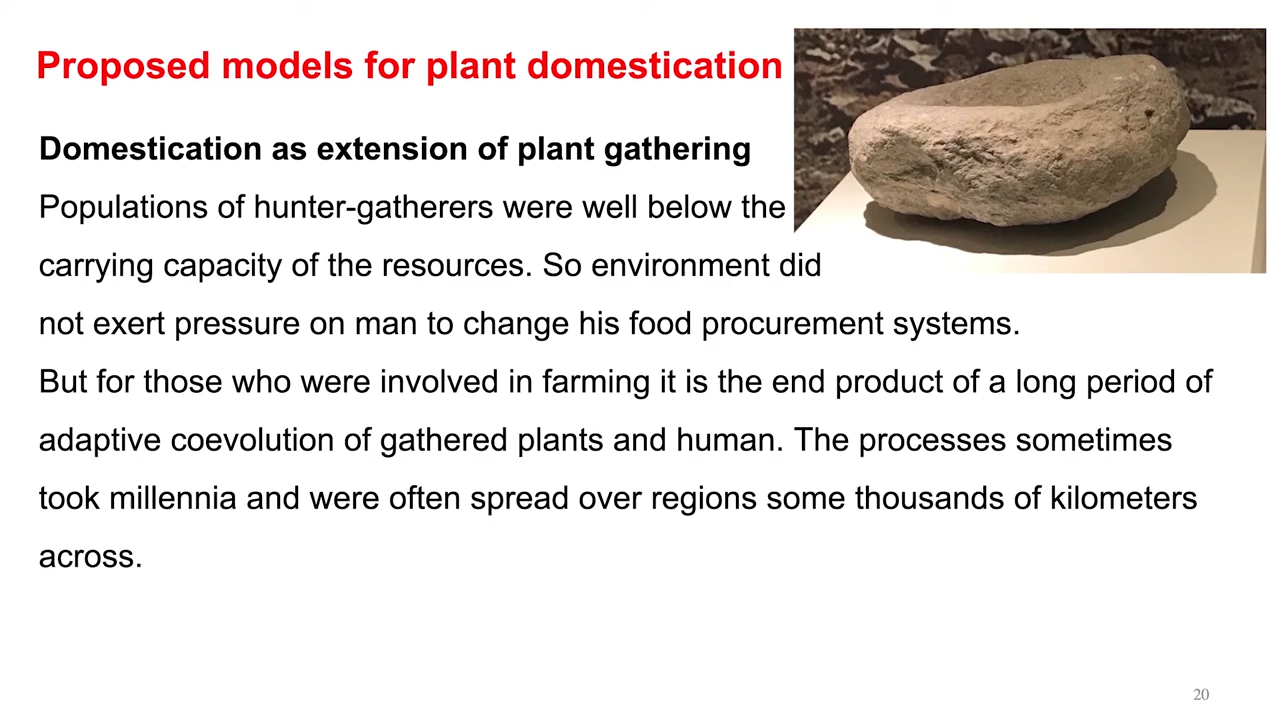 Proposed models for plant domestication
Domestication as extension of plant gathering
Populations of hunter-gatherers were well below the
carrying capacity of the resources. So environment did
not exert pressure on man to change his food procurement systems.
But for those who were involved in farming it is the end product of a long period of
adaptive coevolution of gathered plants and human. The processes sometimes
took millennia and were often spread over regions some thousands of kilometers
across.
20